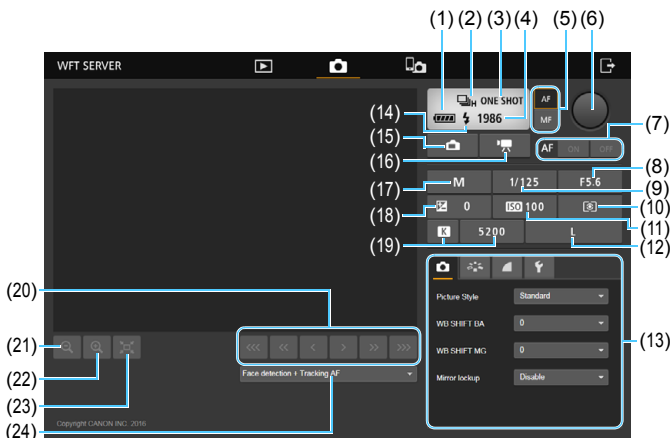 (1) (2) (3) (4) (5) (6)
WFT SERVER
H ONE SHOT
AF
MF
1986
(14)
(7)
(15)
AF ON OFF
(16)
(8)
(17) M 1/125 F5.6
(9)
(18) 0 ISO 100
(10)
(11)
K 5200 L
(19)
(12)
(20)
Picture Style Standard
WB SHIFT BA 0
(13)
(21)
<<< << < > >> >>>
WB SHIFT MG 0
(22)
Face detection + Tracking AF
Mirror lockup Disable
(23)
Copyright CANON INC. 2016
(24)